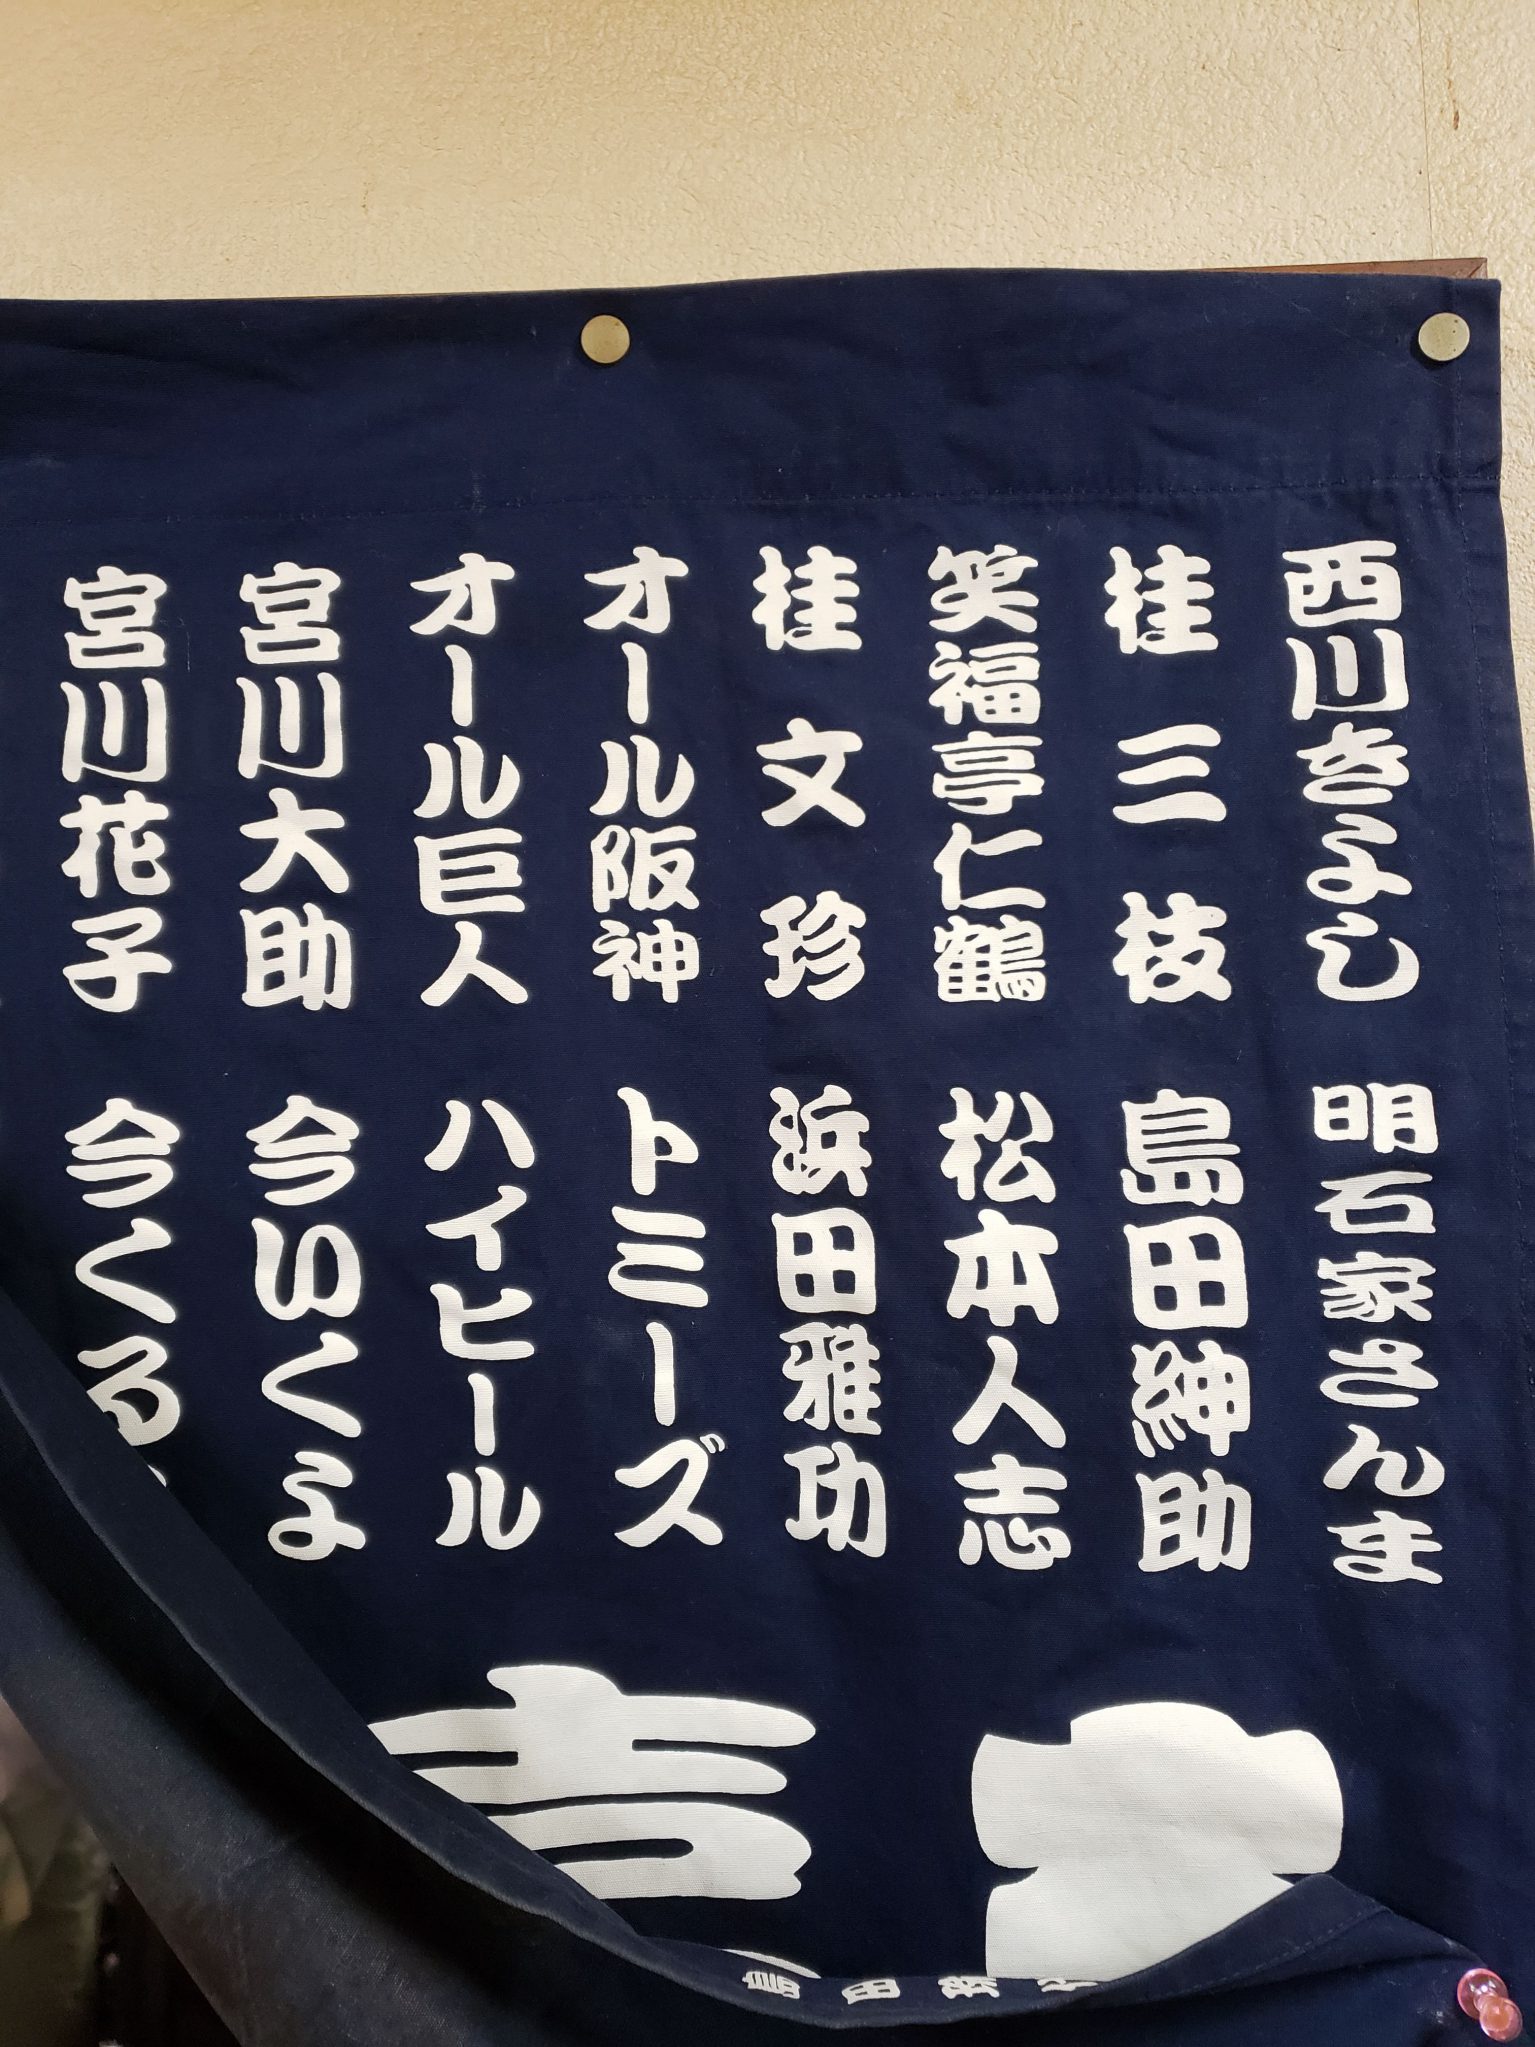 西川きよし
桂三枝
笑福亭仁鶴
桂文珍
オール阪神
オール巨人
宮川大助
宮川花子
明石家さんま
島田紳助
松本人志
浜田雅功
トミーズ
ハイヒール
今いくよ
今くる
吉